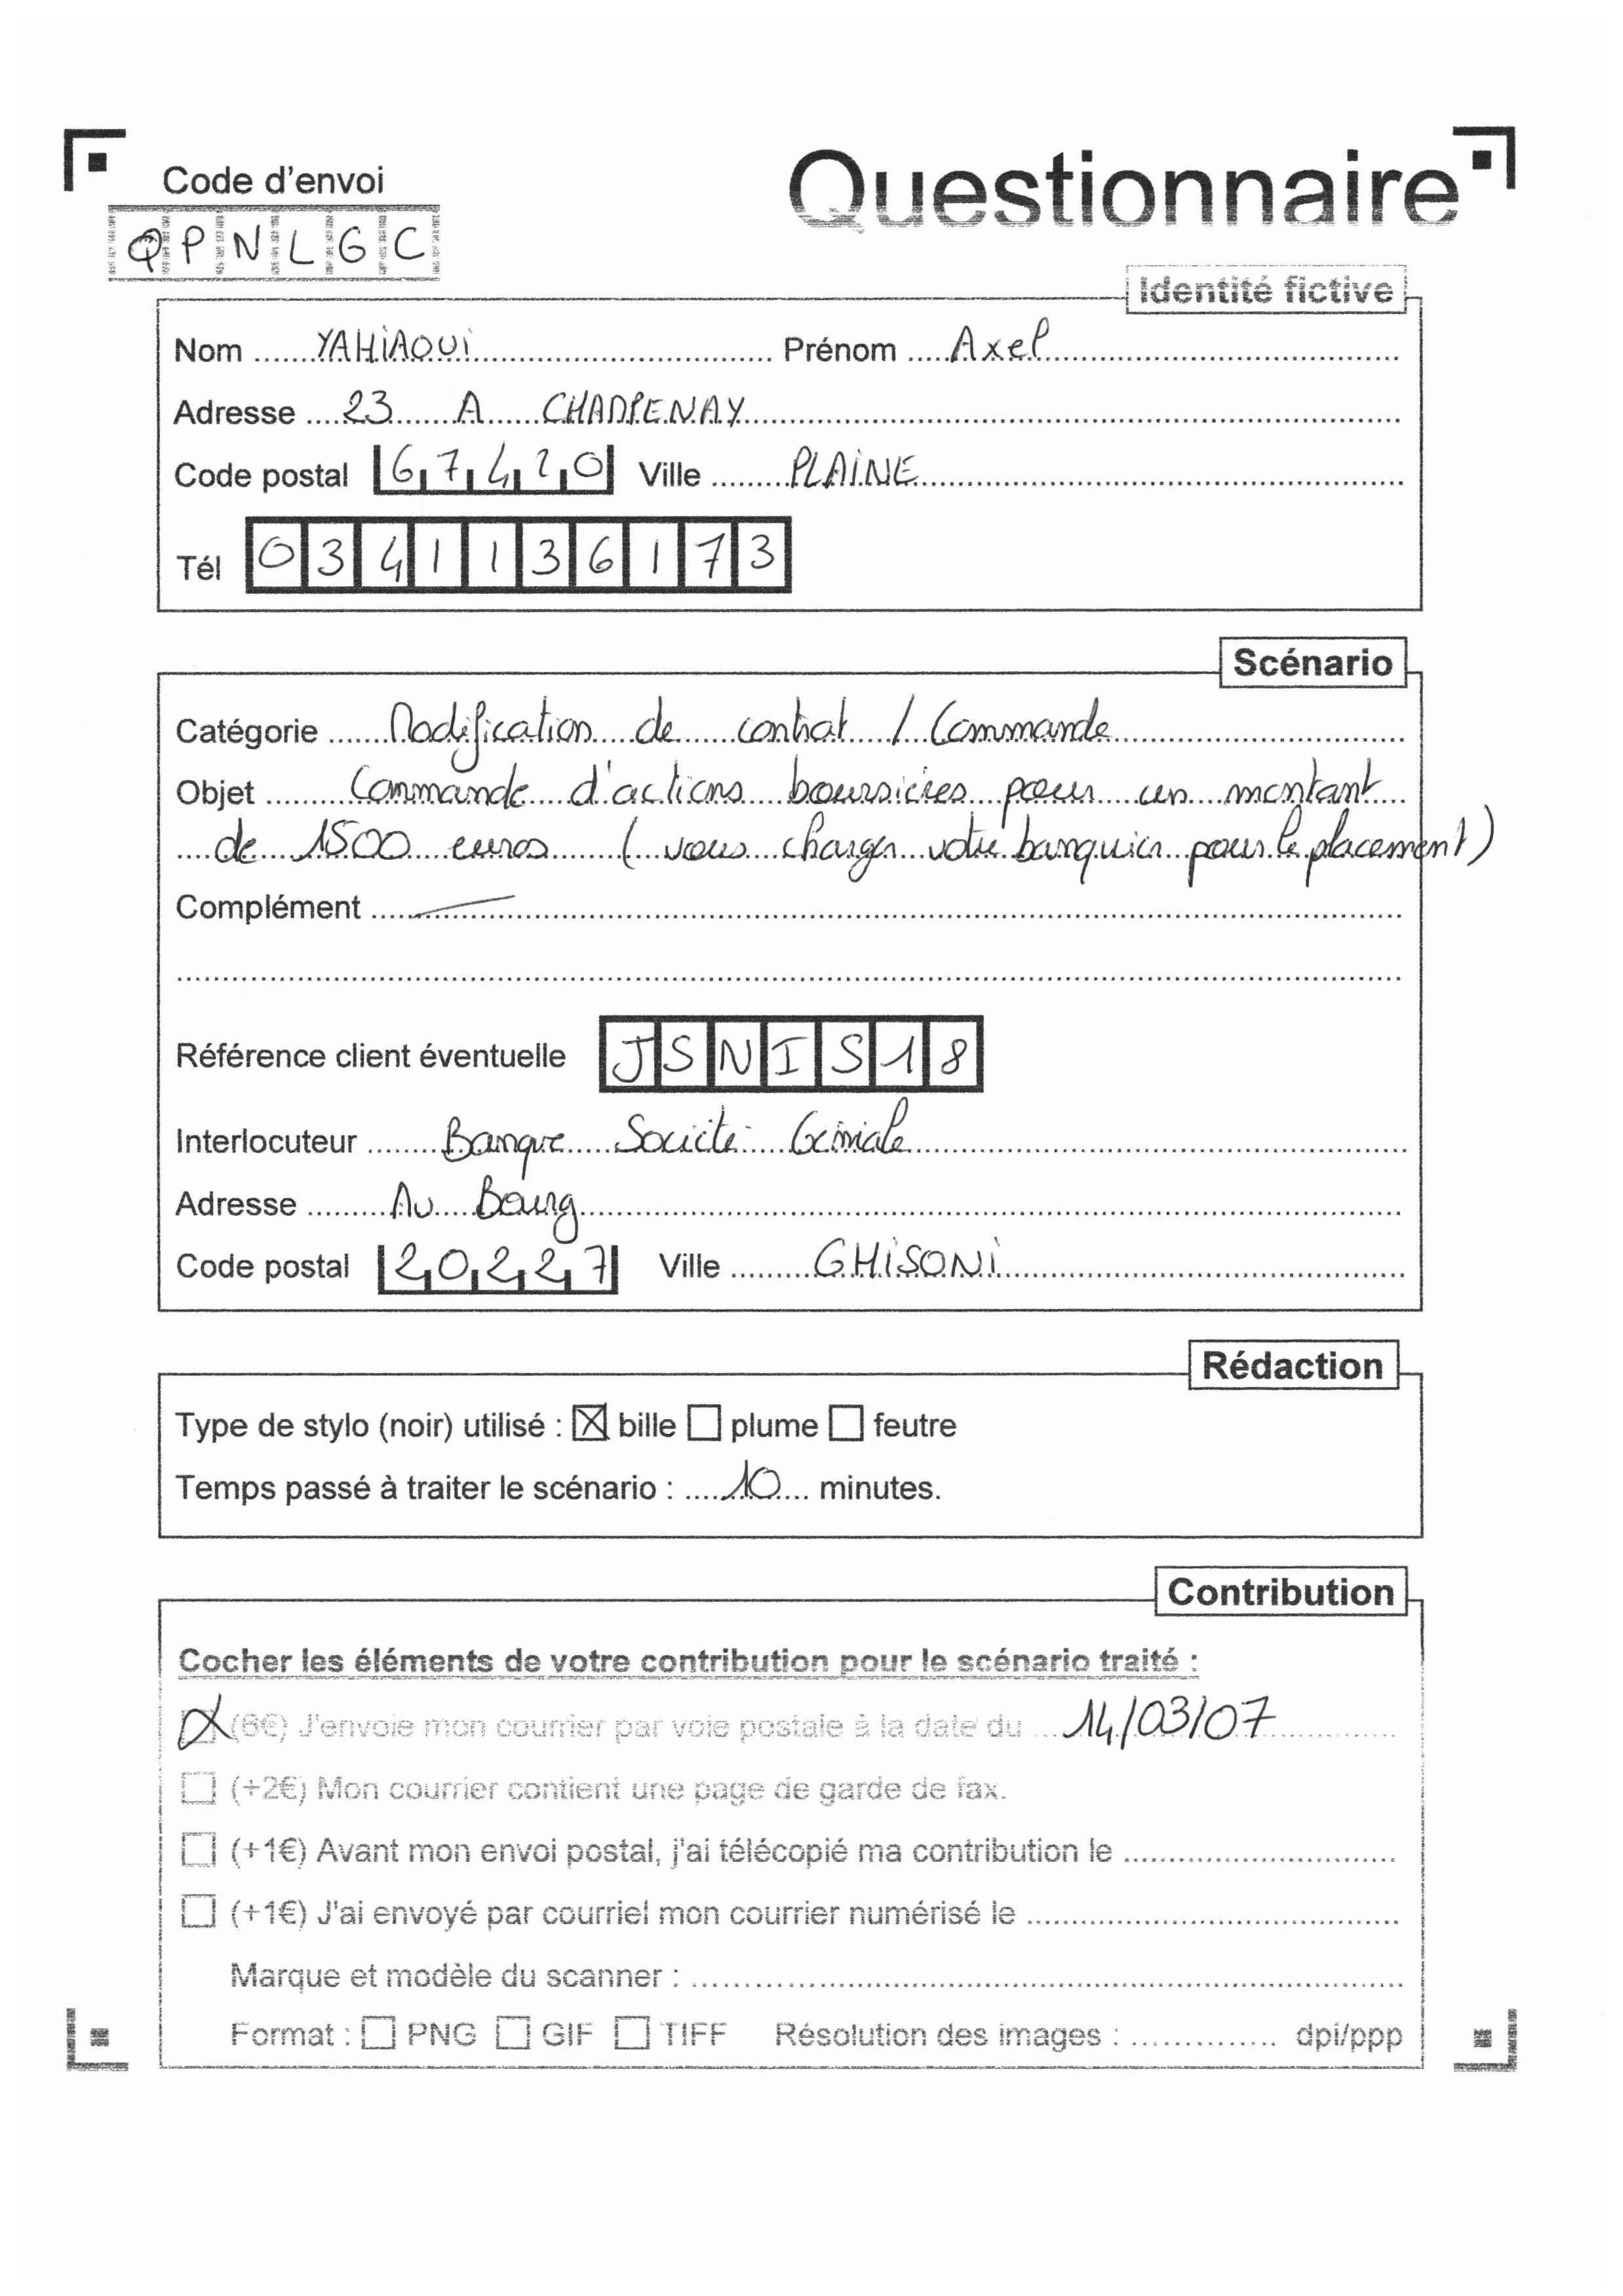 Code d'envoi
Questionnaire
QPNLGC
Identité fictive
Nom YAHIAOUI Prénom Axel
Adresse 23 A CHADPENAY
Code postal 67420 Ville PLAINE
Tél 0341136173
Scénario
Catégorie Modification de contrat / Commande
Objet Commande d'actions boursières pour un montant
de 1500 euros (vous charger votre banquier pour le placement)
Complément
Référence client éventuelle JSNIS18
Interlocuteur Banque Société Géniale
Adresse Au Bourg
Code postal 20227 Ville GHISONI
Rédaction
Type de stylo (noir) utilisé : ☒ bille ☐ plume ☐ feutre
Temps passé à traiter le scénario : 10 minutes.
Contribution
Cocher les éléments de votre contribution pour le scénario traité :
☒ (6€) J'envoie mon courrier par voie postale à la date du 14/03/07
☐ (+2€) Mon courrier contient une page de garde de fax.
☐ (+1€) Avant mon envoi postal, j'ai télécopié ma contribution le
☐ (+1€) J'ai envoyé par courriel mon courrier numérisé le
Marque et modèle du scanner :
Format : ☐ PNG ☐ GIF ☐ TIFF Résolution des images : dpi/ppp